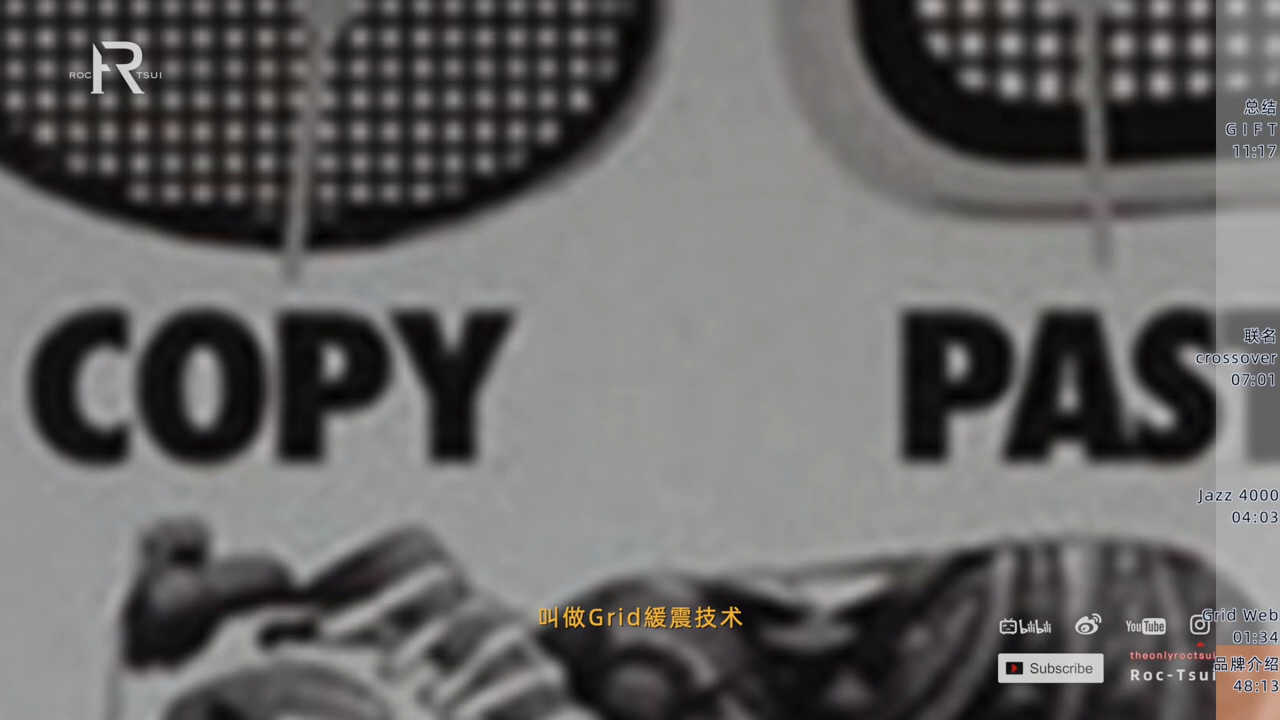 ROC R TSUI
总结
GIFT
11:17
COPY
PAST
联名
crossover
07:01
Jazz 4000
04:03
叫做Grid緩震技术
bilibili
YouTube
Grid Web
01:34
Subscribe
theonlyroctsui
Roc-Tsui
品牌介绍
48:13